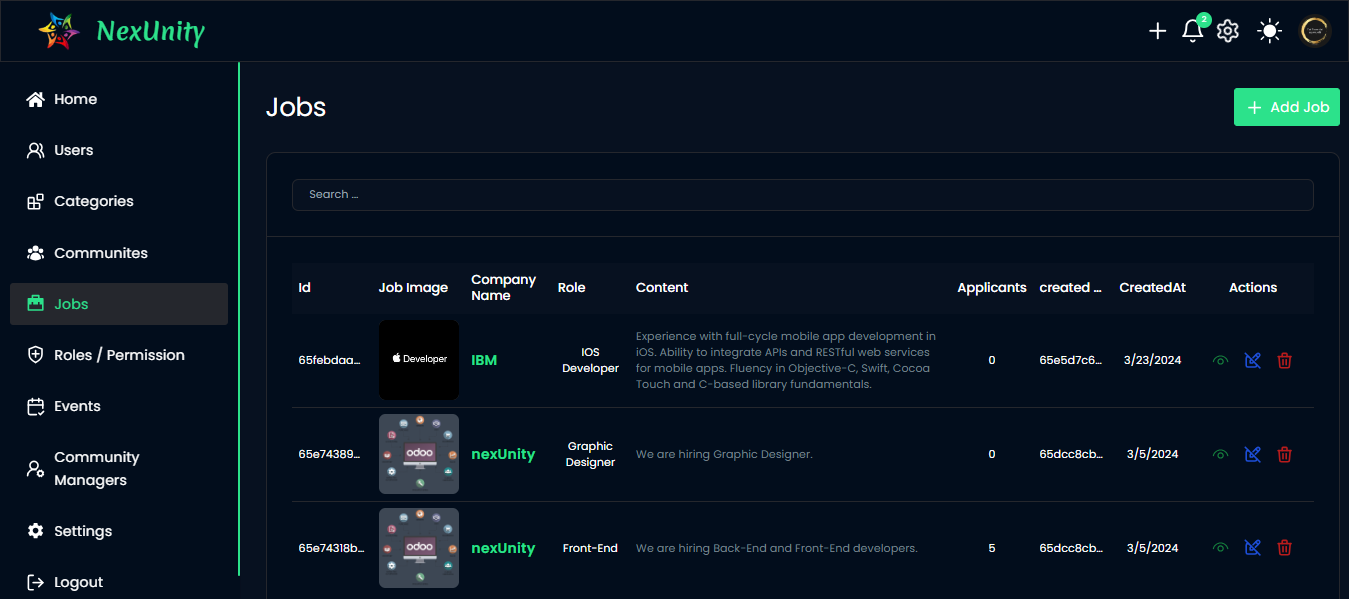 NexUnity
2
Home
Users
Categories
Communites
Jobs
Roles / Permission
Events
Community
Managers
Settings
Logout
Jobs
+ Add Job
Search ...
Id Job Image Company Name Role Content Applicants created ... CreatedAt Actions
65febdaa... Developer IBM IOS Developer 0 65e5d7c6... 3/23/2024
Experience with full-cycle mobile app development in
iOS. Ability to integrate APIs and RESTful web services
for mobile apps. Fluency in Objective-C, Swift, Cocoa
Touch and C-based library fundamentals.
65e74389... odoo nexUnity Graphic Designer We are hiring Graphic Designer. 0 65dcc8cb... 3/5/2024
65e74318b... odoo nexUnity Front-End We are hiring Back-End and Front-End developers. 5 65dcc8cb... 3/5/2024